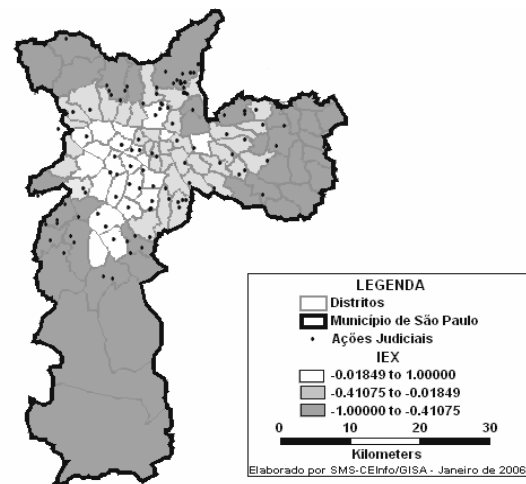 LEGENDA
Distritos
Município de São Paulo
Ações Judiciais
IEX
-0.01849 to 1.00000
-0.41075 to -0.01849
-1.00000 to -0.41075
0 10 20 30
Kilometers
Elaborado por SMS-CEInfo/GISA - Janeiro de 2006